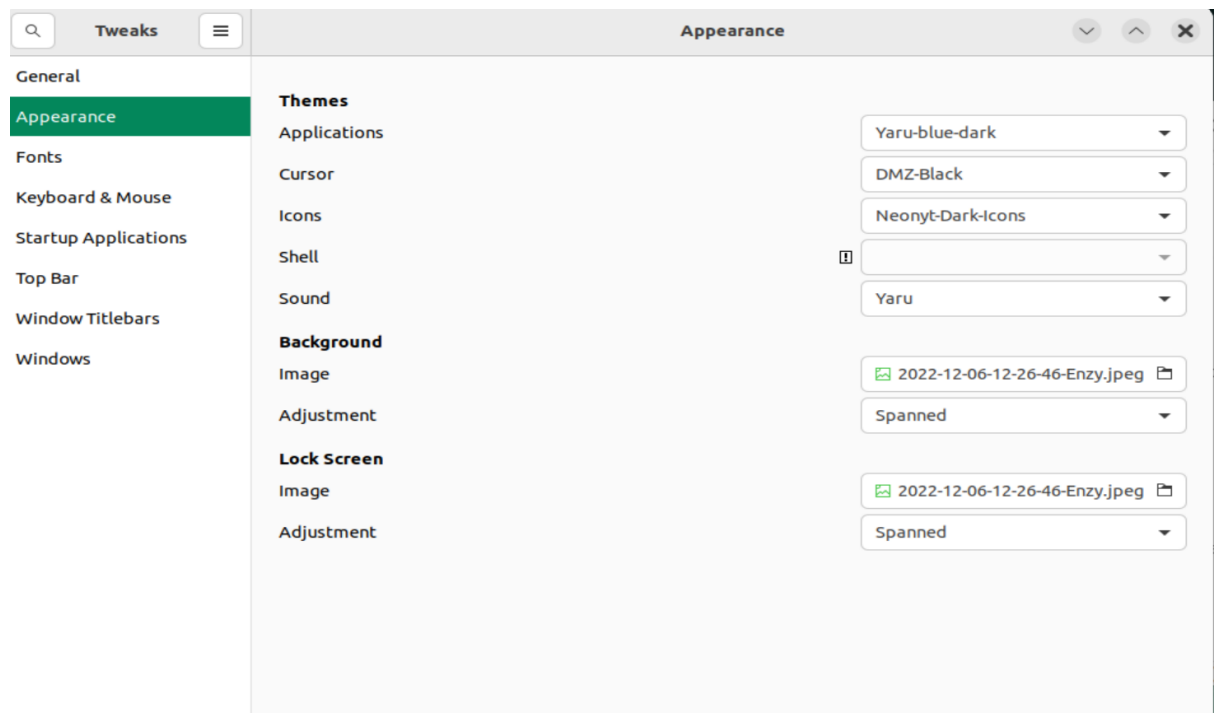 Tweaks
Appearance
General
Appearance
Fonts
Keyboard & Mouse
Startup Applications
Top Bar
Window Titlebars
Windows
Themes
Applications Yaru-blue-dark
Cursor DMZ-Black
Icons Neonyt-Dark-Icons
Shell
Sound Yaru
Background
Image 2022-12-06-12-26-46-Enzy.jpeg
Adjustment Spanned
Lock Screen
Image 2022-12-06-12-26-46-Enzy.jpeg
Adjustment Spanned